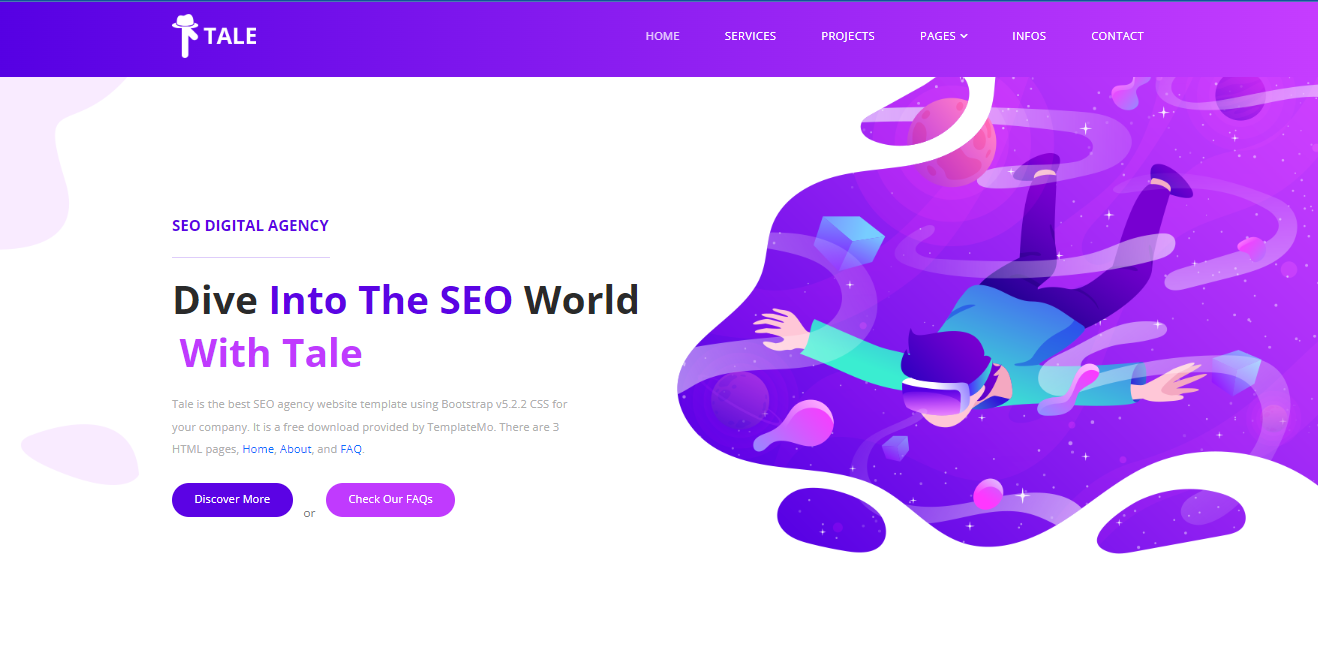 TALE
HOME SERVICES PROJECTS PAGES INFOS CONTACT
SEO DIGITAL AGENCY
Dive Into The SEO World
With Tale
Tale is the best SEO agency website template using Bootstrap v5.2.2 CSS for
your company. It is a free download provided by TemplateMo. There are 3
HTML pages, Home, About, and FAQ.
Discover More or Check Our FAQs